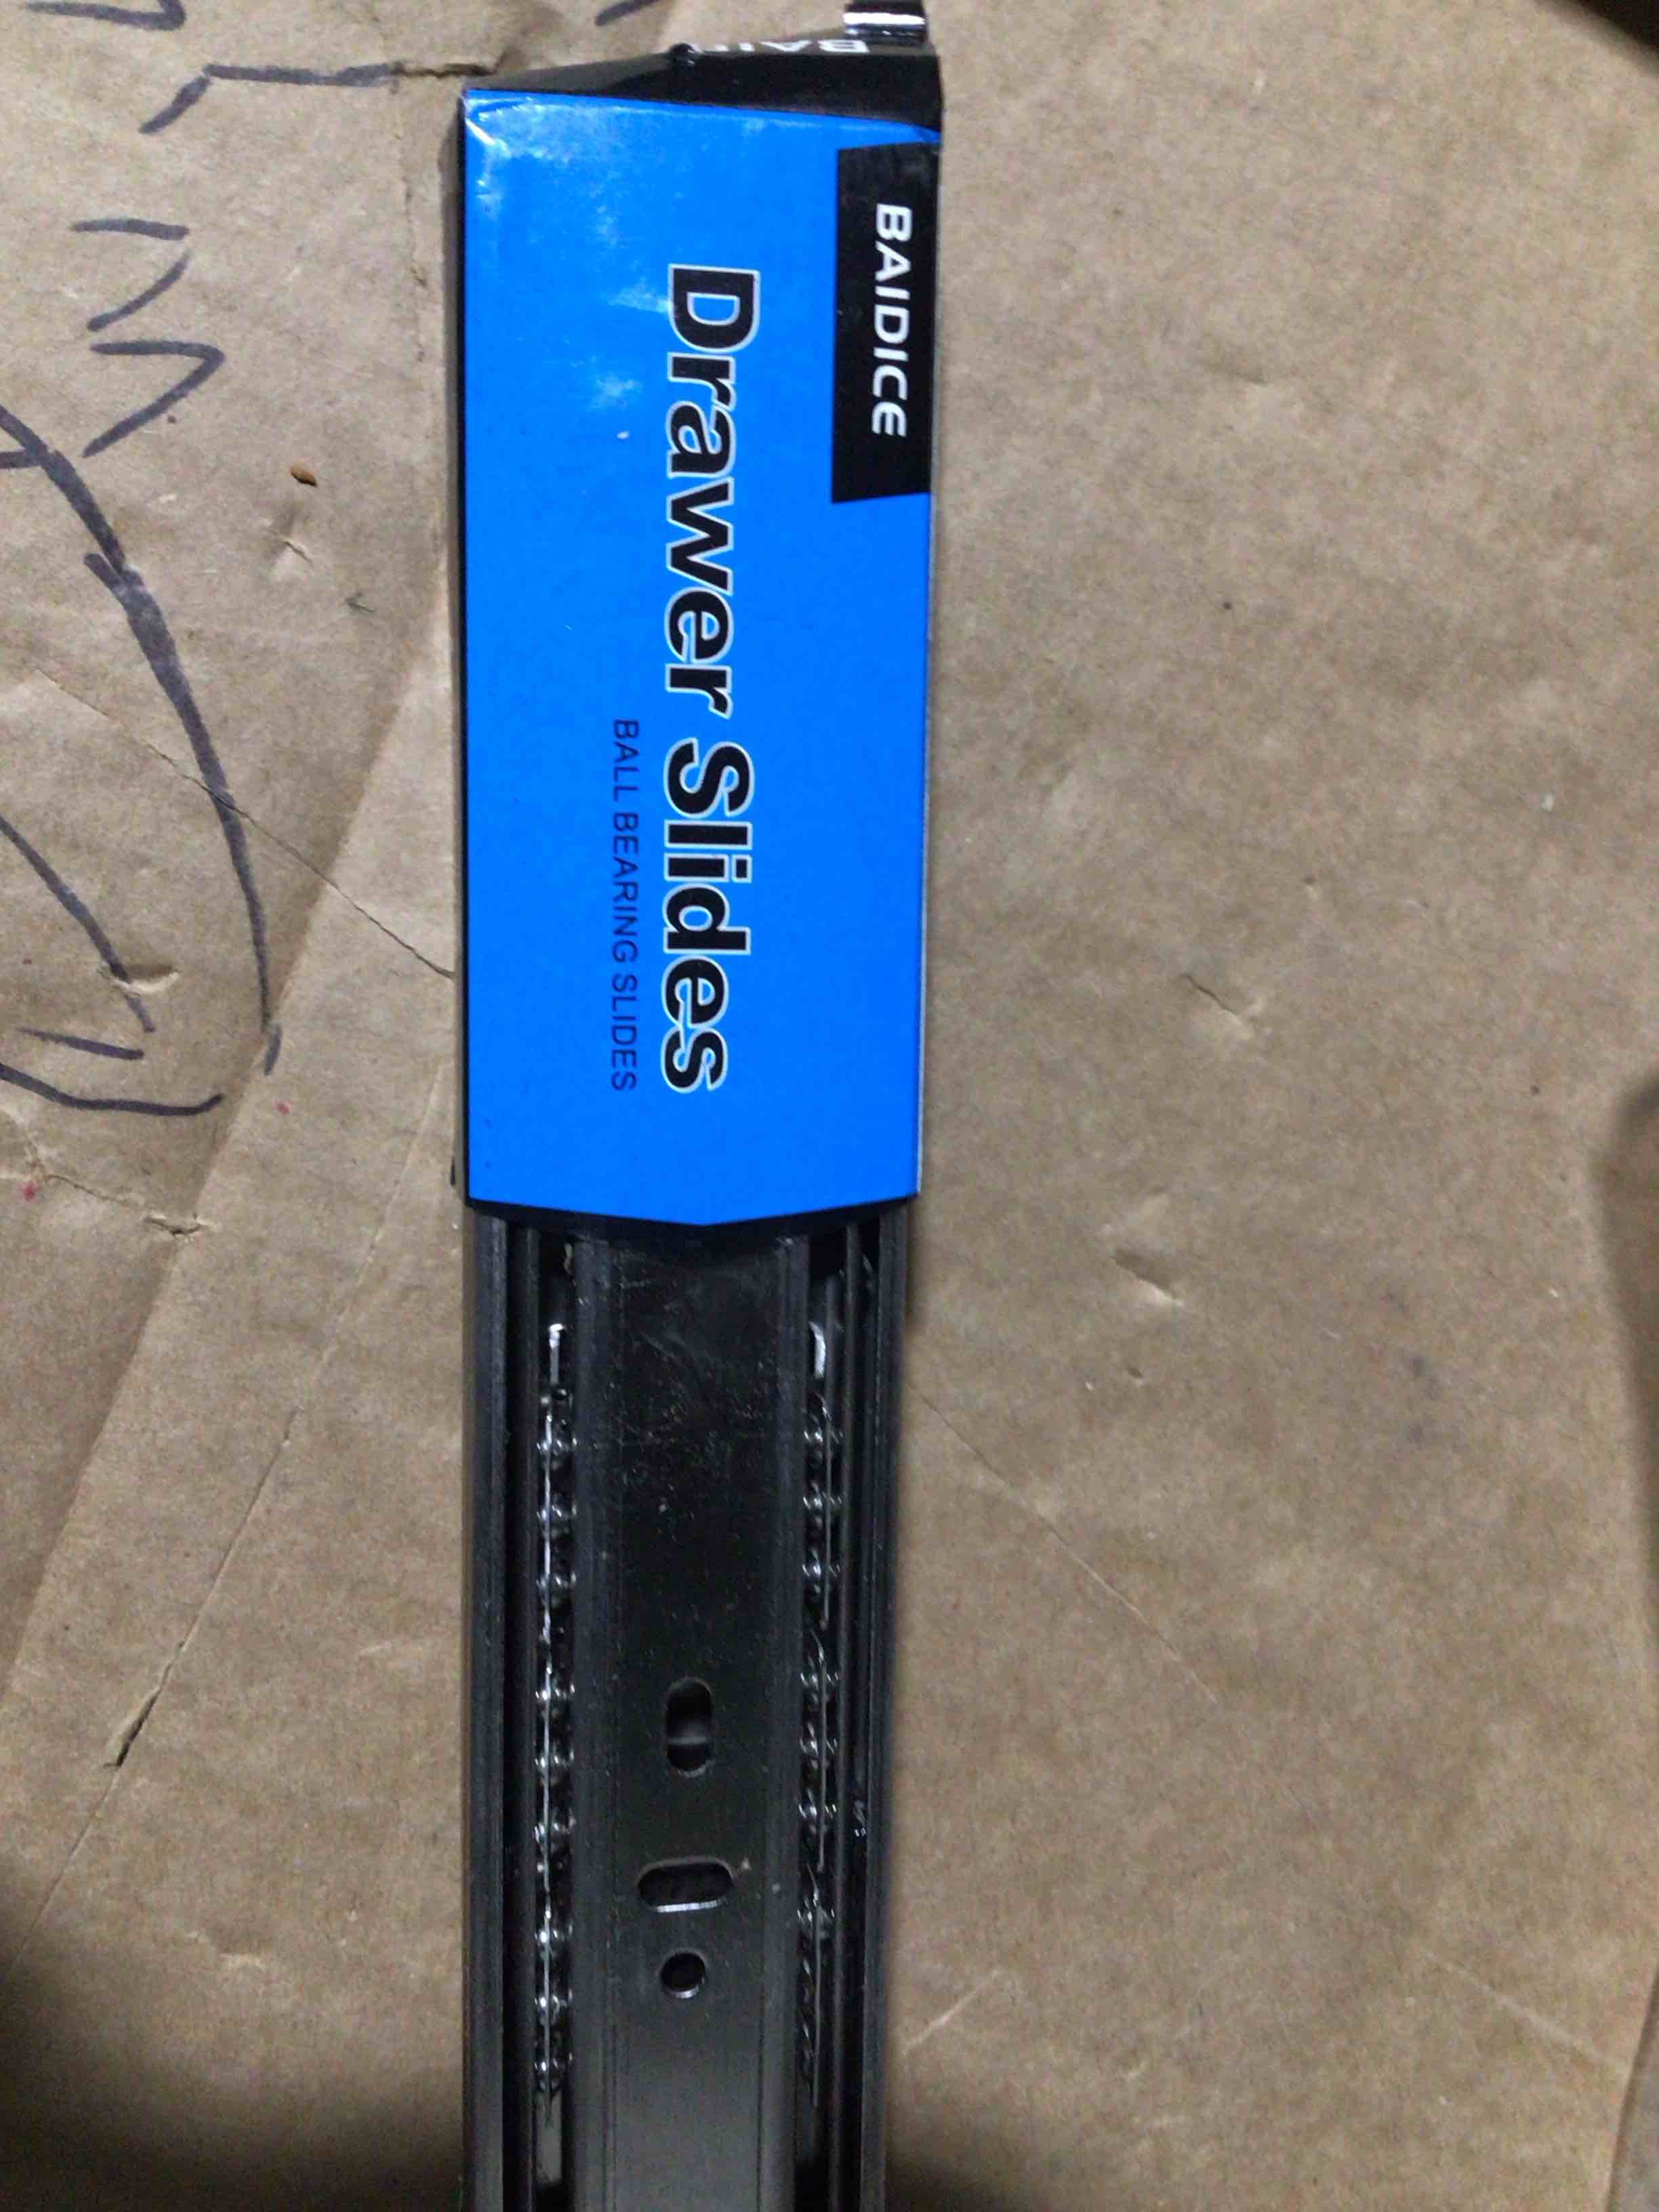 BAIDICE
Drawer Slides
BALL BEARING SLIDES